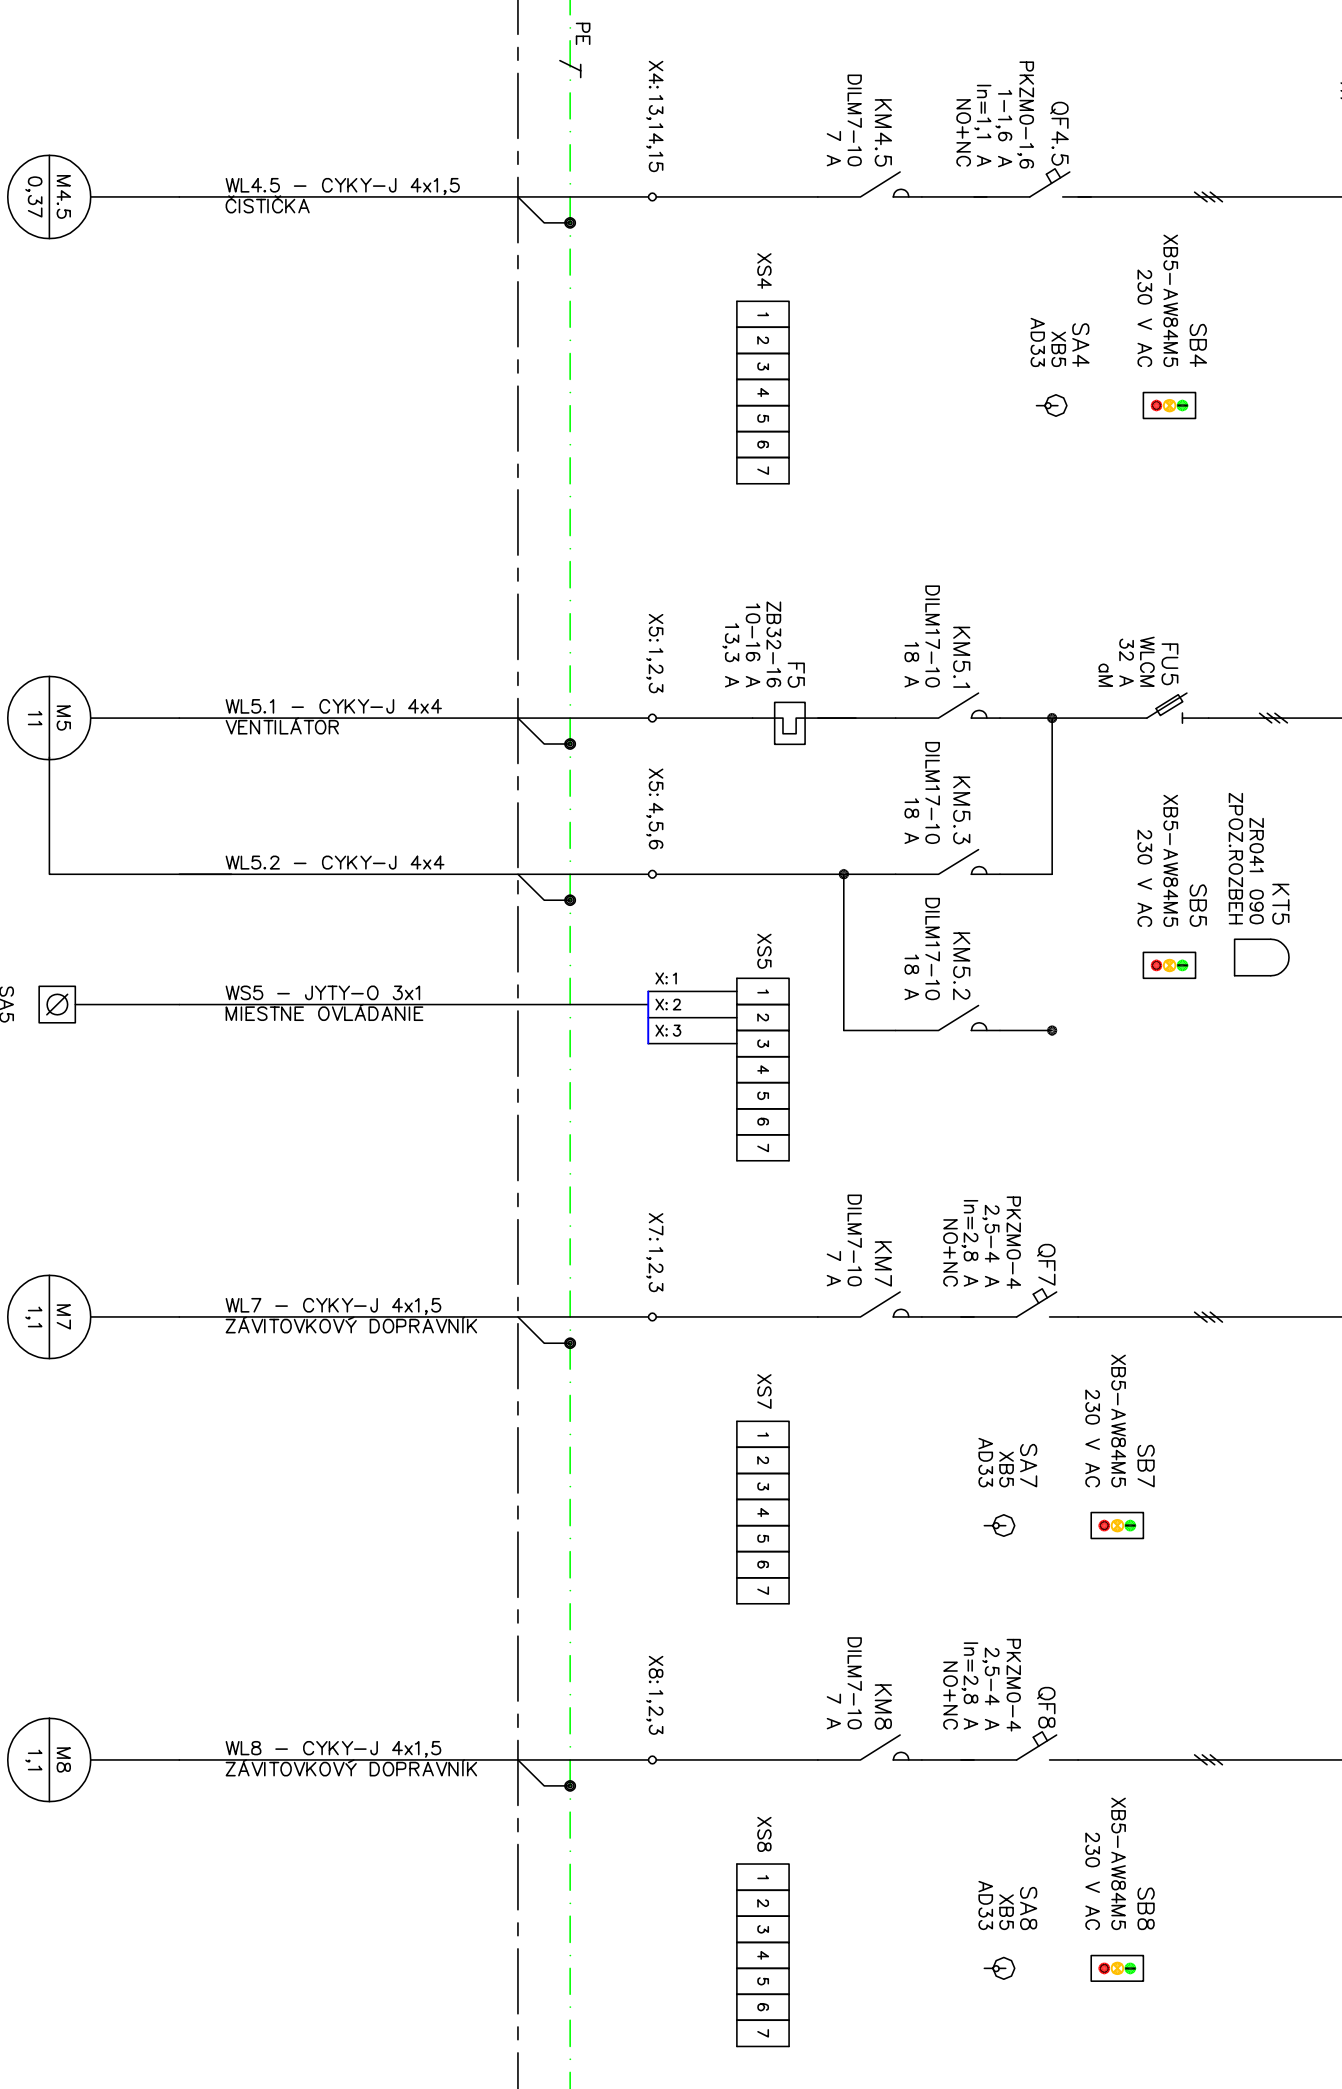 PE
X4:13,14,15
KM4.5
DILM7-10
7 A
QF4.5
PKZM0-1,6
1-1,6 A
In=1,1 A
NO+NC
M4.5
0,37
WL4.5 - CYKY-J 4x1,5
ČISTIČKA
XS4
1
2
3
4
5
6
7
SB4
XB5-AW84M5
230 V AC
SA4
XB5
AD33
FU5
WLCM
32 A
aM
KM5.1
DILM17-10
18 A
F5
ZB32-16
10-16 A
13,3 A
X5:1,2,3
M5
11
WL5.1 - CYKY-J 4x4
VENTILÁTOR
KT5
ZR041 090
ZPOZ.ROZBEH
SB5
XB5-AW84M5
230 V AC
KM5.3
DILM17-10
18 A
X5:4,5,6
WL5.2 - CYKY-J 4x4
KM5.2
DILM17-10
18 A
XS5
1
2
3
4
5
6
7
X:1
X:2
X:3
WS5 - JYTY-O 3x1
MIESTNE OVLÁDANIE
SA5
QF7
PKZM0-4
2,5-4 A
In=2,8 A
NO+NC
KM7
DILM7-10
7 A
X7:1,2,3
M7
1,1
WL7 - CYKY-J 4x1,5
ZÁVITOVKOVÝ DOPRAVNÍK
SB7
XB5-AW84M5
230 V AC
SA7
XB5
AD33
XS7
1
2
3
4
5
6
7
QF8
PKZM0-4
2,5-4 A
In=2,8 A
NO+NC
KM8
DILM7-10
7 A
X8:1,2,3
M8
1,1
WL8 - CYKY-J 4x1,5
ZÁVITOVKOVÝ DOPRAVNÍK
SB8
XB5-AW84M5
230 V AC
SA8
XB5
AD33
XS8
1
2
3
4
5
6
7